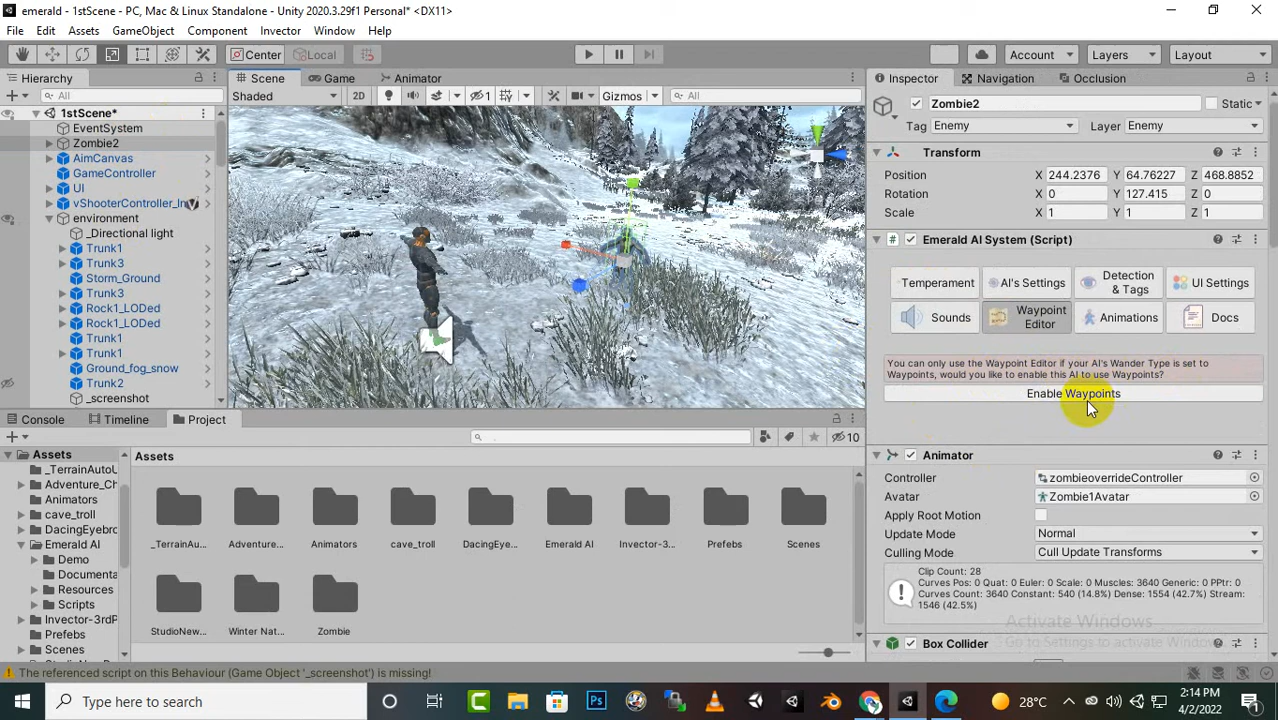 emerald - 1stScene - PC, Mac & Linux Standalone - Unity 2020.3.29f1 Personal* <DX11>
File Edit Assets GameObject Component Inspector Window Help
Center Local Account Layers Layout
Hierarchy Scene Game Animator Inspector Navigation Occlusion
All Shaded 2D 1 Gizmos All Zombie2 Static
1stScene* Tag Enemy Layer Enemy
EventSystem
Zombie2
AimCanvas
GameController
UI
vShooterController_In
environment
_Directional light
Trunk1
Trunk3
Storm_Ground
Trunk3
Rock1_LODed
Rock1_LODed
Trunk1
Trunk1
Ground_fog_snow
Trunk2
_screenshot
Transform
Position X 244.2376 Y 64.76227 Z 468.8852
Rotation X 0 Y 127.415 Z 0
Scale X 1 Y 1 Z 1
# Emerald AI System (Script)
Temperament AI's Settings Detection & Tags UI Settings
Sounds Waypoint Editor Animations Docs
You can only use the Waypoint Editor if your AI's Wander Type is set to
Waypoints, would you like to enable this AI to use Waypoints?
Enable Waypoints
Animator
Controller zombieoverrideController
Avatar Zombie1Avatar
Apply Root Motion
Update Mode Normal
Culling Mode Cull Update Transforms
Clip Count: 28
Curves Pos: 0 Quat: 0 Euler: 0 Scale: 0 Muscles: 3640 Generic: 0 PPtr: 0
Curves Count: 3640 Constant: 540 (14.8%) Dense: 1554 (42.7%) Stream:
1546 (42.5%)
Activate Windows
Go to Settings to activate Windows.
Box Collider
Console Timeline Project
10
Assets
_TerrainAutoU
Adventure_Ch
Animators
cave_troll
DacingEyebro
Emerald AI
Demo
Documenta
Resources
Scripts
Invector-3rdP
Prefebs
Scenes
Assets
_TerrainAu... Adventure... Animators cave_troll DacingEye... Emerald AI Invector-3... Prefebs Scenes
StudioNew... Winter Nat... Zombie
The referenced script on this Behaviour (Game Object '_screenshot') is missing!
Type here to search
28°C
2:14 PM
4/2/2022